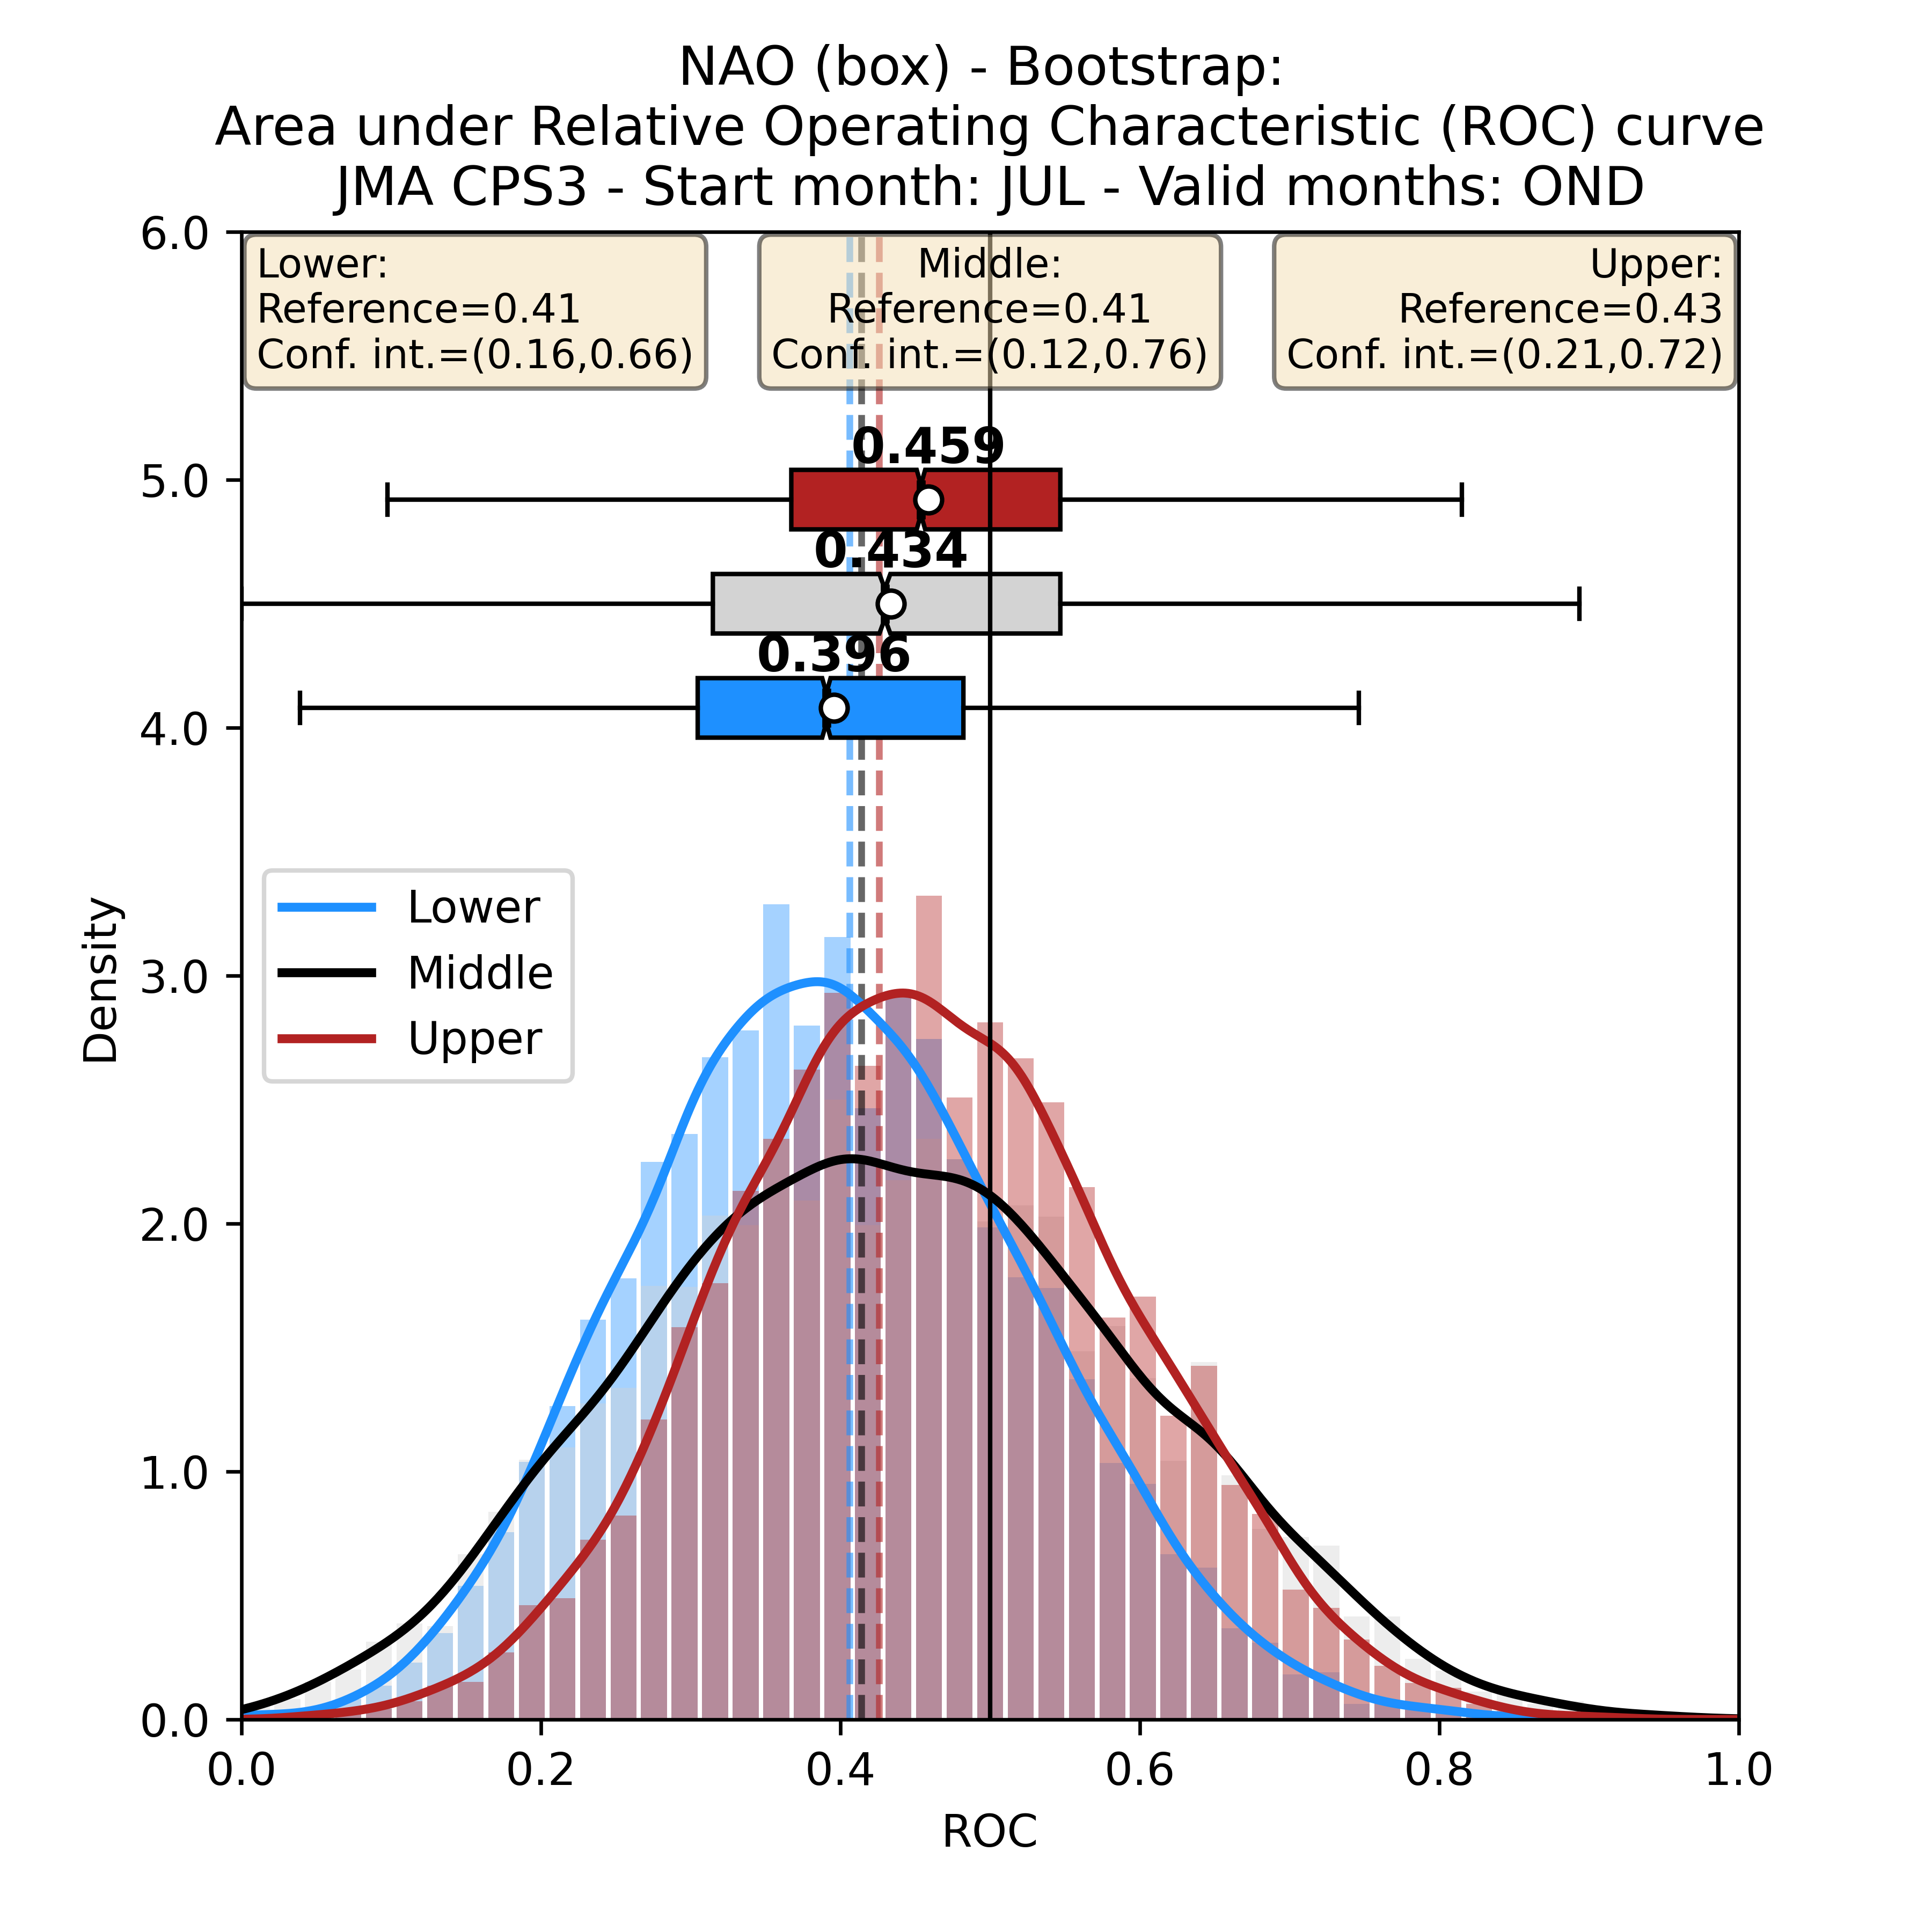 NAO (box) - Bootstrap:
Area under Relative Operating Characteristic (ROC) curve
JMA CPS3 - Start month: JUL - Valid months: OND
6.0
Lower:
Reference=0.41
Conf. int.=(0.16,0.66)
Middle:
Reference=0.41
Conf. int.=(0.12,0.76)
Upper:
Reference=0.43
Conf. int.=(0.21,0.72)
0.459
5.0
0.434
0.396
4.0
Lower
Middle
Upper
Density
3.0
2.0
1.0
0.0
0.0 0.2 0.4 0.6 0.8 1.0
ROC